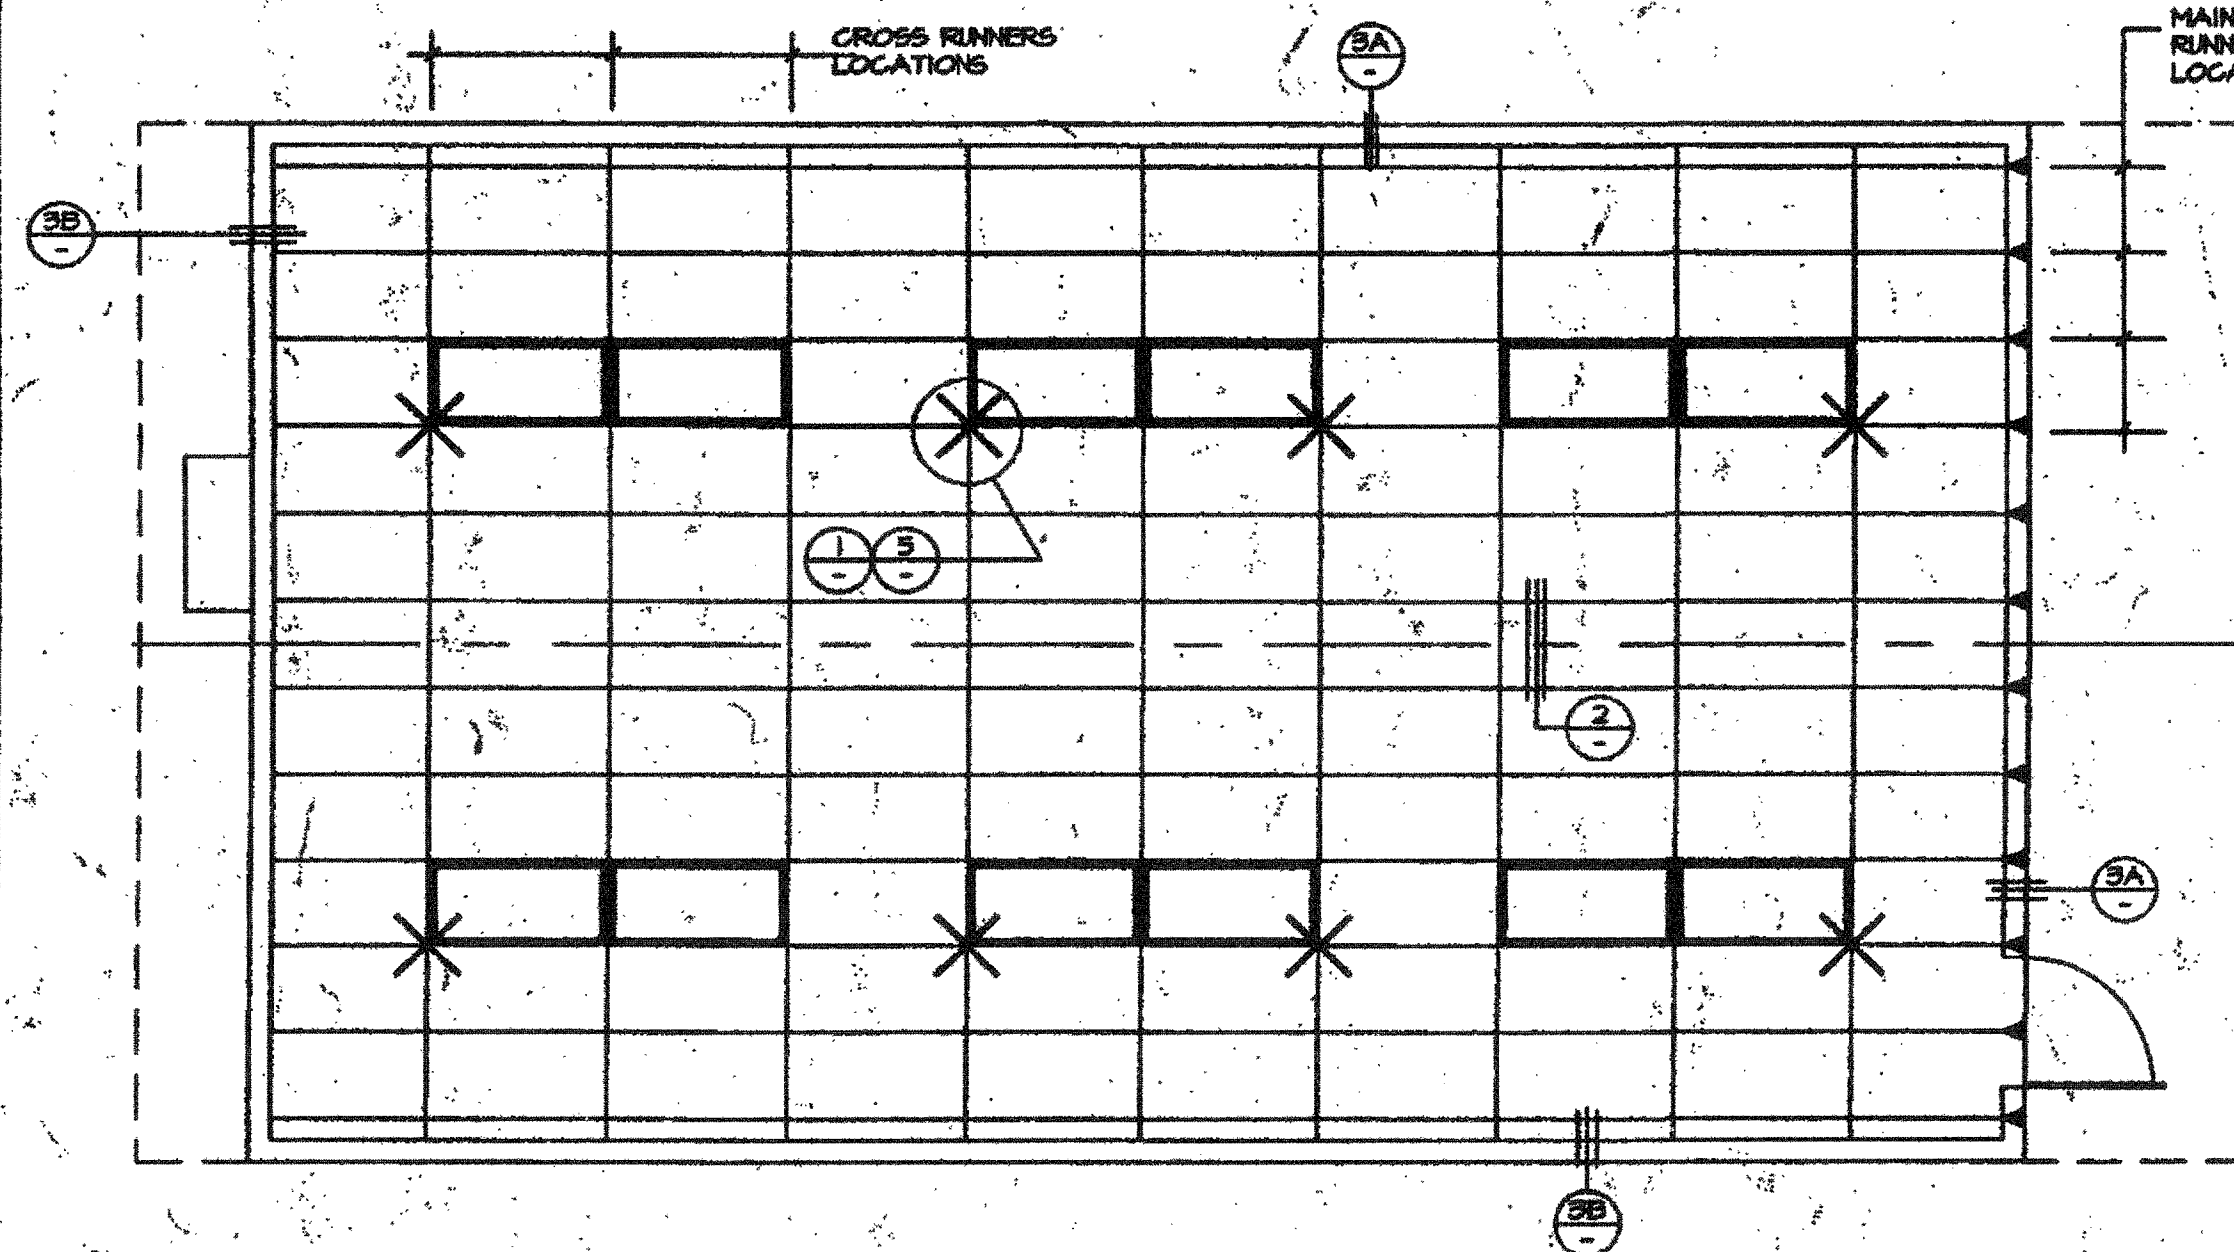 CROSS RUNNERS
LOCATIONS
3A
-
MAIN
RUNN
LOCA
3B
-
1
-
5
-
2
-
3A
-
3B
-